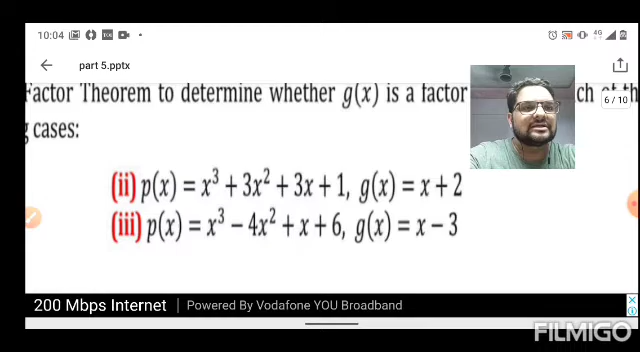 10:04 4G
part 5.pptx
Factor Theorem to determine whether g(x) is a factor
6 / 10
cases:
(ii) p(x) = x³ + 3x² + 3x + 1, g(x) = x + 2
(iii) p(x) = x³ − 4x² + x + 6, g(x) = x − 3
200 Mbps Internet | Powered By Vodafone YOU Broadband
FILMIGO